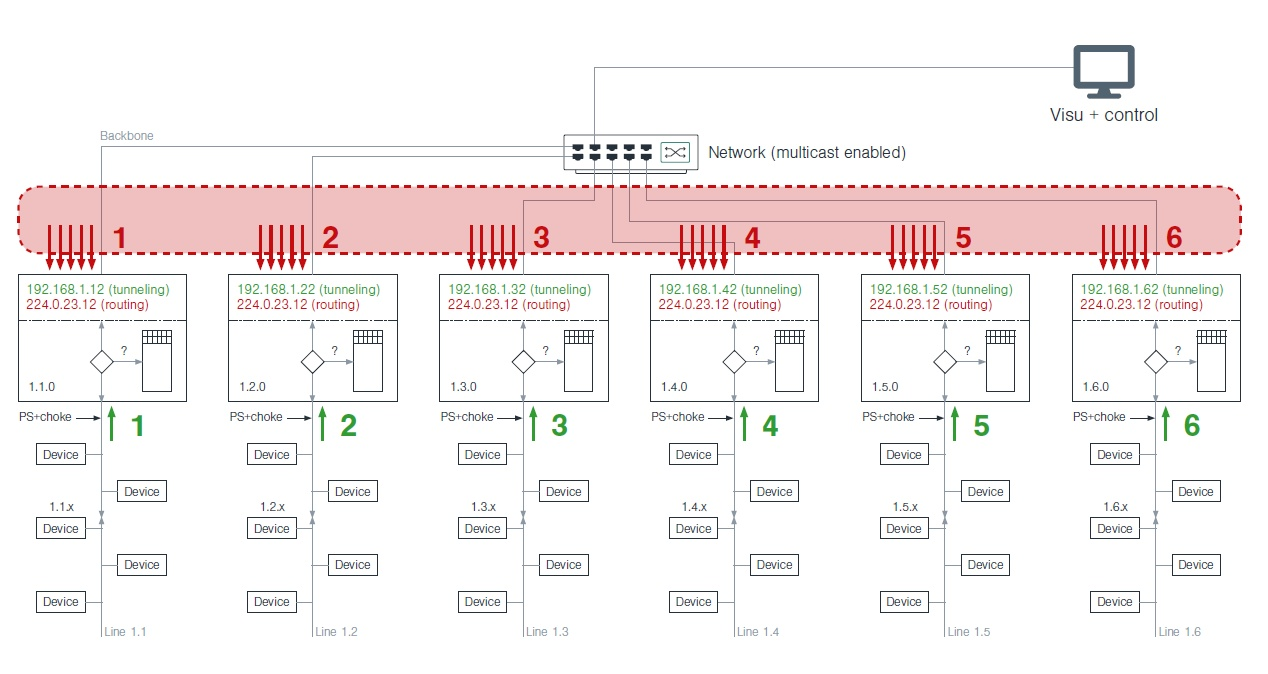 Visu + control
Backbone
Network (multicast enabled)
1 2 3 4 5 6
192.168.1.12 (tunneling) 192.168.1.22 (tunneling) 192.168.1.32 (tunneling) 192.168.1.42 (tunneling) 192.168.1.52 (tunneling) 192.168.1.62 (tunneling)
224.0.23.12 (routing) 224.0.23.12 (routing) 224.0.23.12 (routing) 224.0.23.12 (routing) 224.0.23.12 (routing) 224.0.23.12 (routing)
? ? ? ? ? ?
1.1.0 1.2.0 1.3.0 1.4.0 1.5.0 1.6.0
PS+choke 1 PS+choke 2 PS+choke 3 PS+choke 4 PS+choke 5 PS+choke 6
Device Device Device Device Device Device
Device Device Device Device Device Device
1.1.x 1.2.x 1.3.x 1.4.x 1.5.x 1.6.x
Device Device Device Device Device Device
Device Device Device Device Device Device
Device Device Device Device Device Device
Line 1.1 Line 1.2 Line 1.3 Line 1.4 Line 1.5 Line 1.6